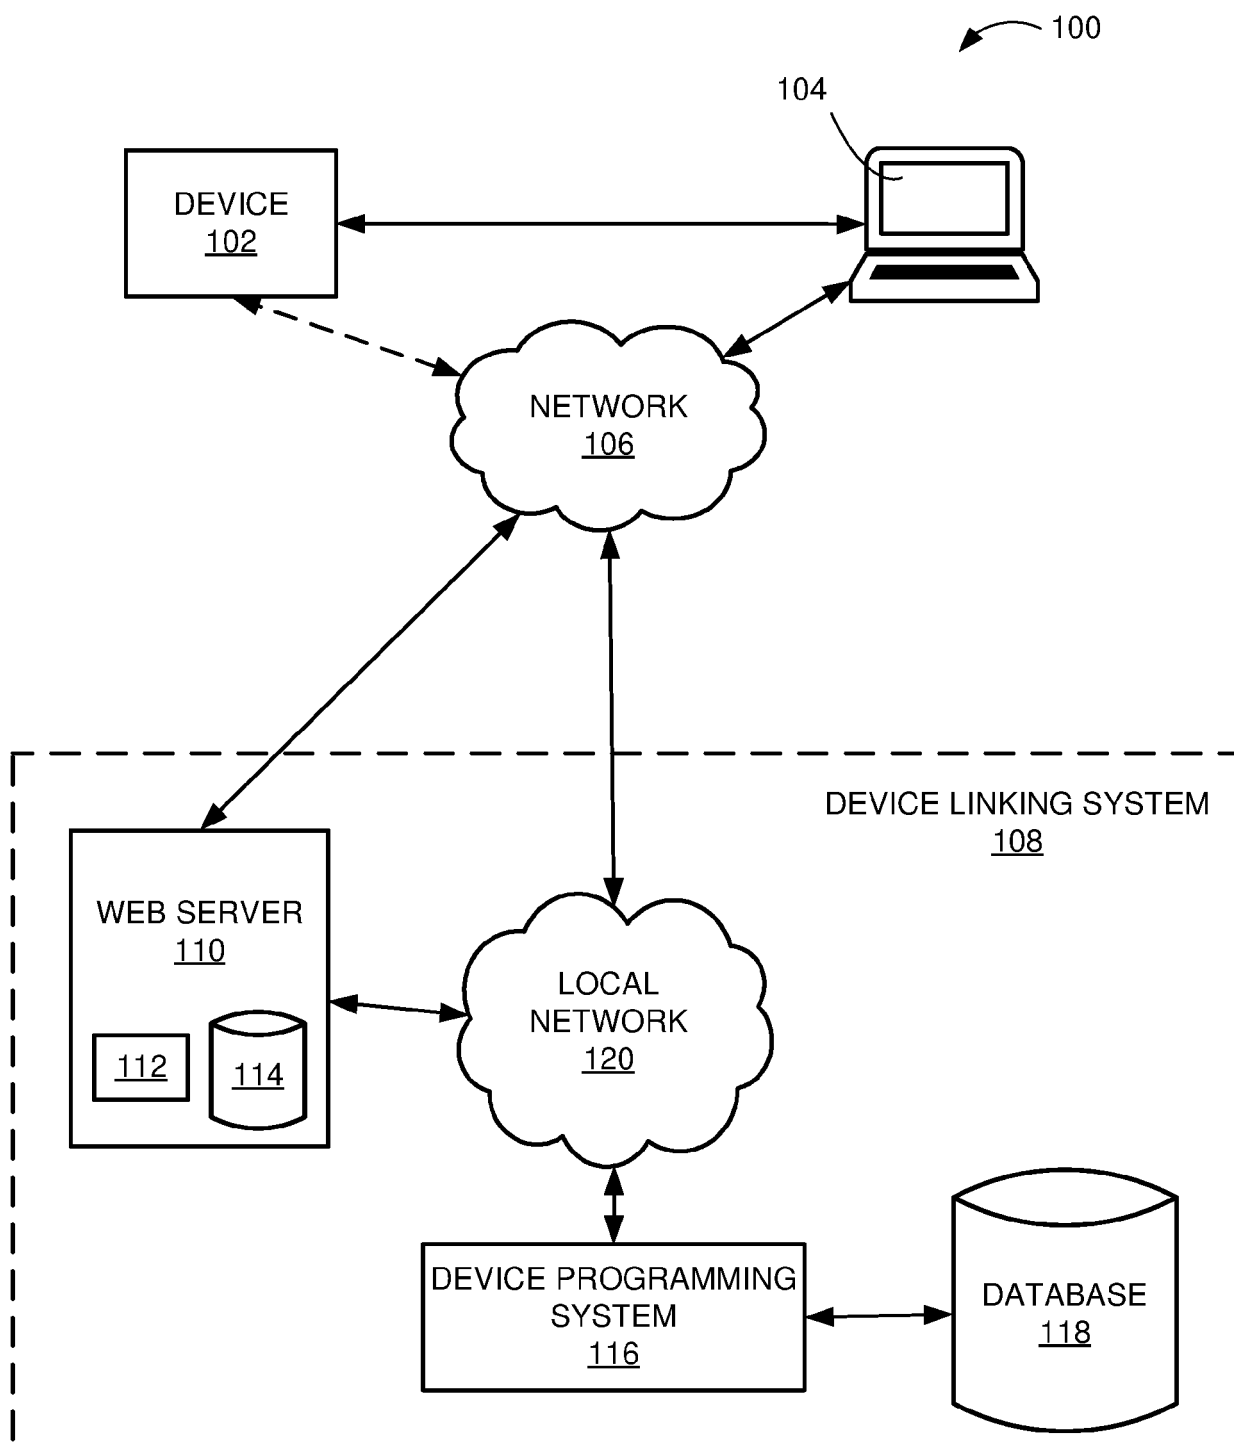 100
104
DEVICE
102
NETWORK
106
DEVICE LINKING SYSTEM
108
WEB SERVER
110
112
114
LOCAL
NETWORK
120
DEVICE PROGRAMMING
SYSTEM
116
DATABASE
118